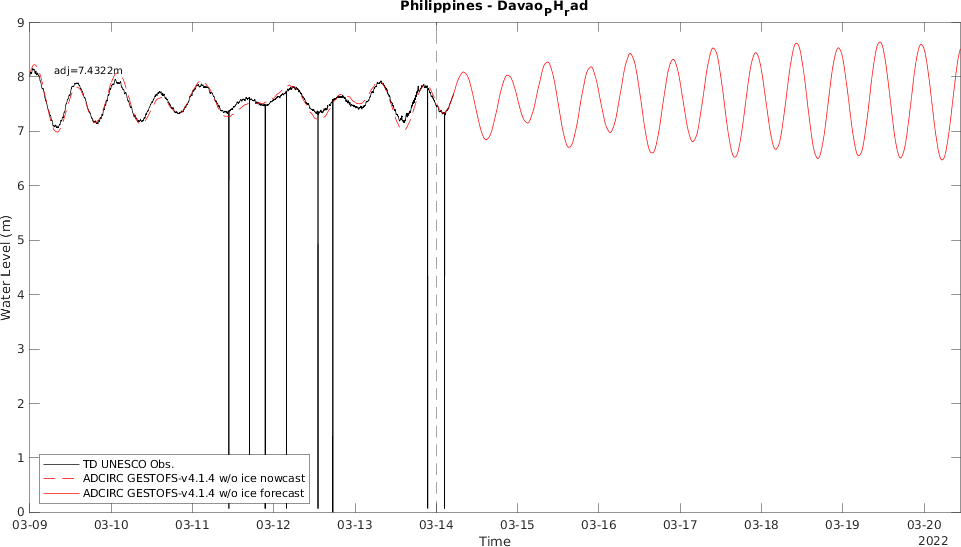 Philippines - DavaoPHrad
9
8
7
6
5
4
3
2
1
0
Water Level (m)
adj=7.4322m
TD UNESCO Obs.
ADCIRC GESTOFS-v4.1.4 w/o ice nowcast
ADCIRC GESTOFS-v4.1.4 w/o ice forecast
03-09 03-10 03-11 03-12 03-13 03-14 03-15 03-16 03-17 03-18 03-19 03-20
Time
2022